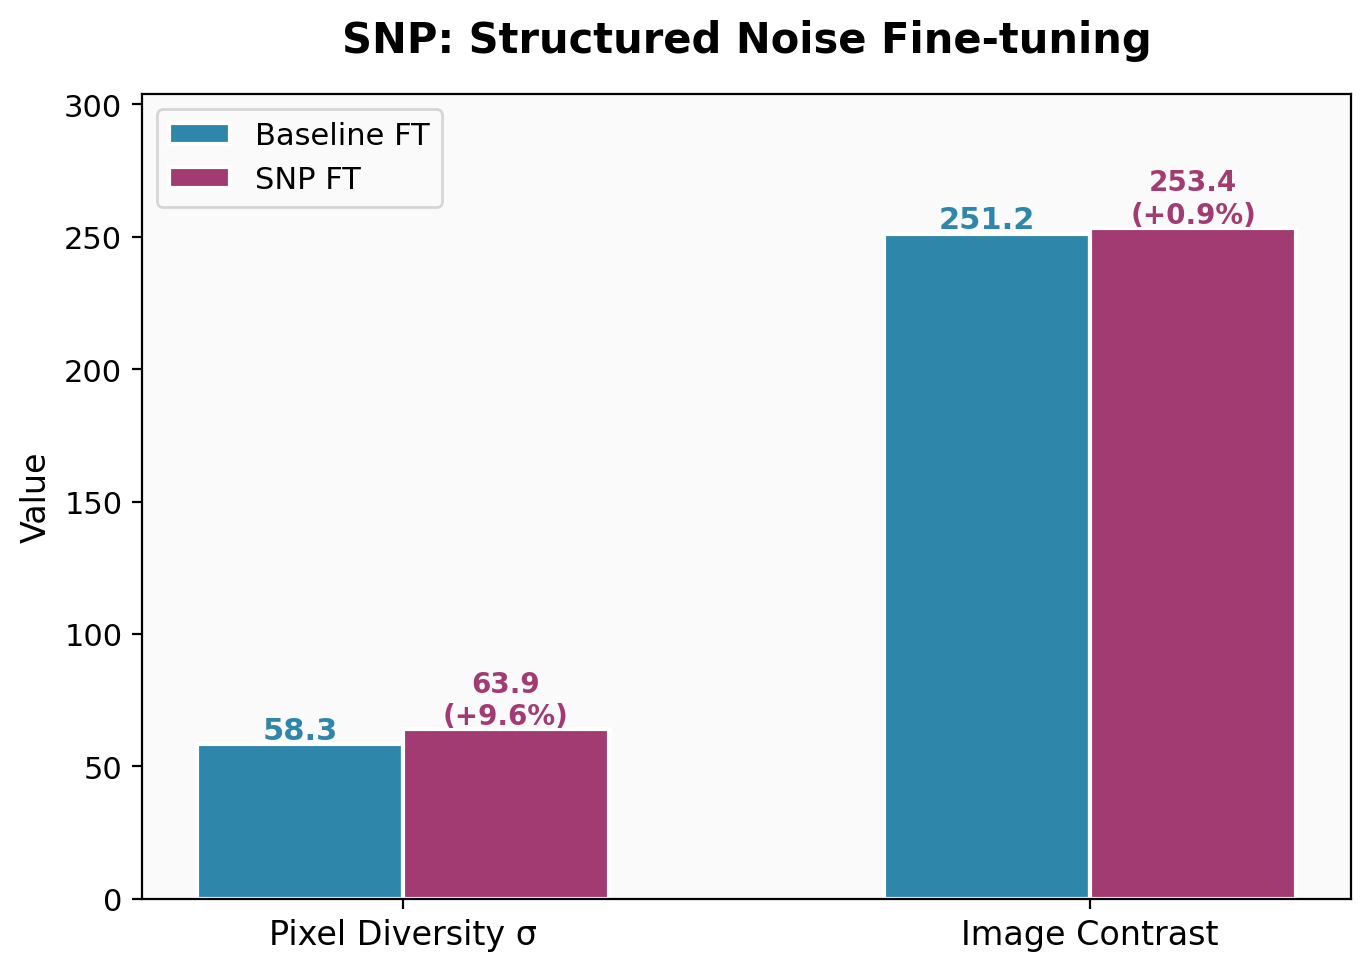 SNP: Structured Noise Fine-tuning
300
250
200
150
100
50
0
Value
Baseline FT
SNP FT
58.3
63.9
(+9.6%)
251.2
253.4
(+0.9%)
Pixel Diversity σ
Image Contrast